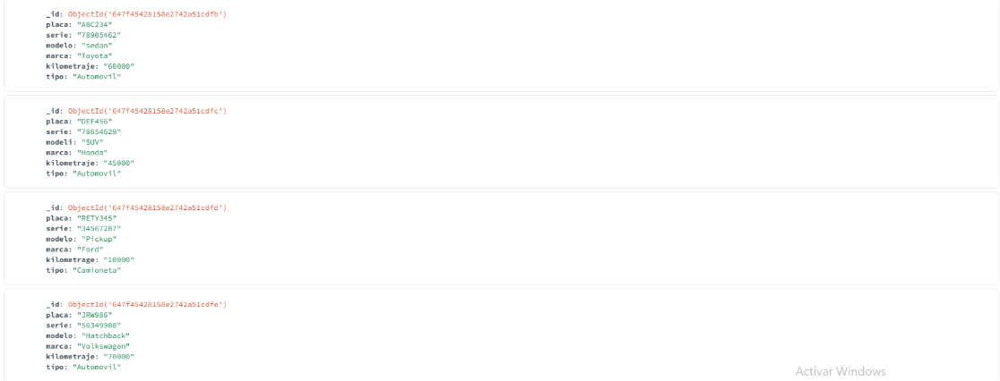 _id: ObjectId('647f45428158e2742a51cdfb')
placa: "ABC234"
serie: "78905462"
modelo: "sedan"
marca: "Toyota"
kilometraje: "60000"
tipo: "Automovil"
_id: ObjectId('647f45428158e2742a51cdfc')
placa: "DEF456"
serie: "78654629"
modeli: "SUV"
marca: "Honda"
kilometraje: "45000"
tipo: "Automovil"
_id: ObjectId('647f45428158e2742a51cdfd')
placa: "RETY345"
serie: "34567287"
modelo: "Pickup"
marca: "Ford"
kilometrage: "10000"
tipo: "Camioneta"
_id: ObjectId('647f45428158e2742a51cdfe')
placa: "JRW986"
serie: "56349908"
modelo: "Hatchback"
marca: "Volkswagen"
kilometraje: "70000"
tipo: "Automovil"
Activar Windows